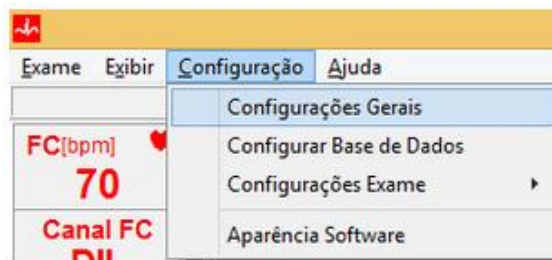 Exame Exibir Configuração Ajuda
Configurações Gerais
FC[bpm]
Configurar Base de Dados
70
Configurações Exame
Canal FC
Aparência Software
DII